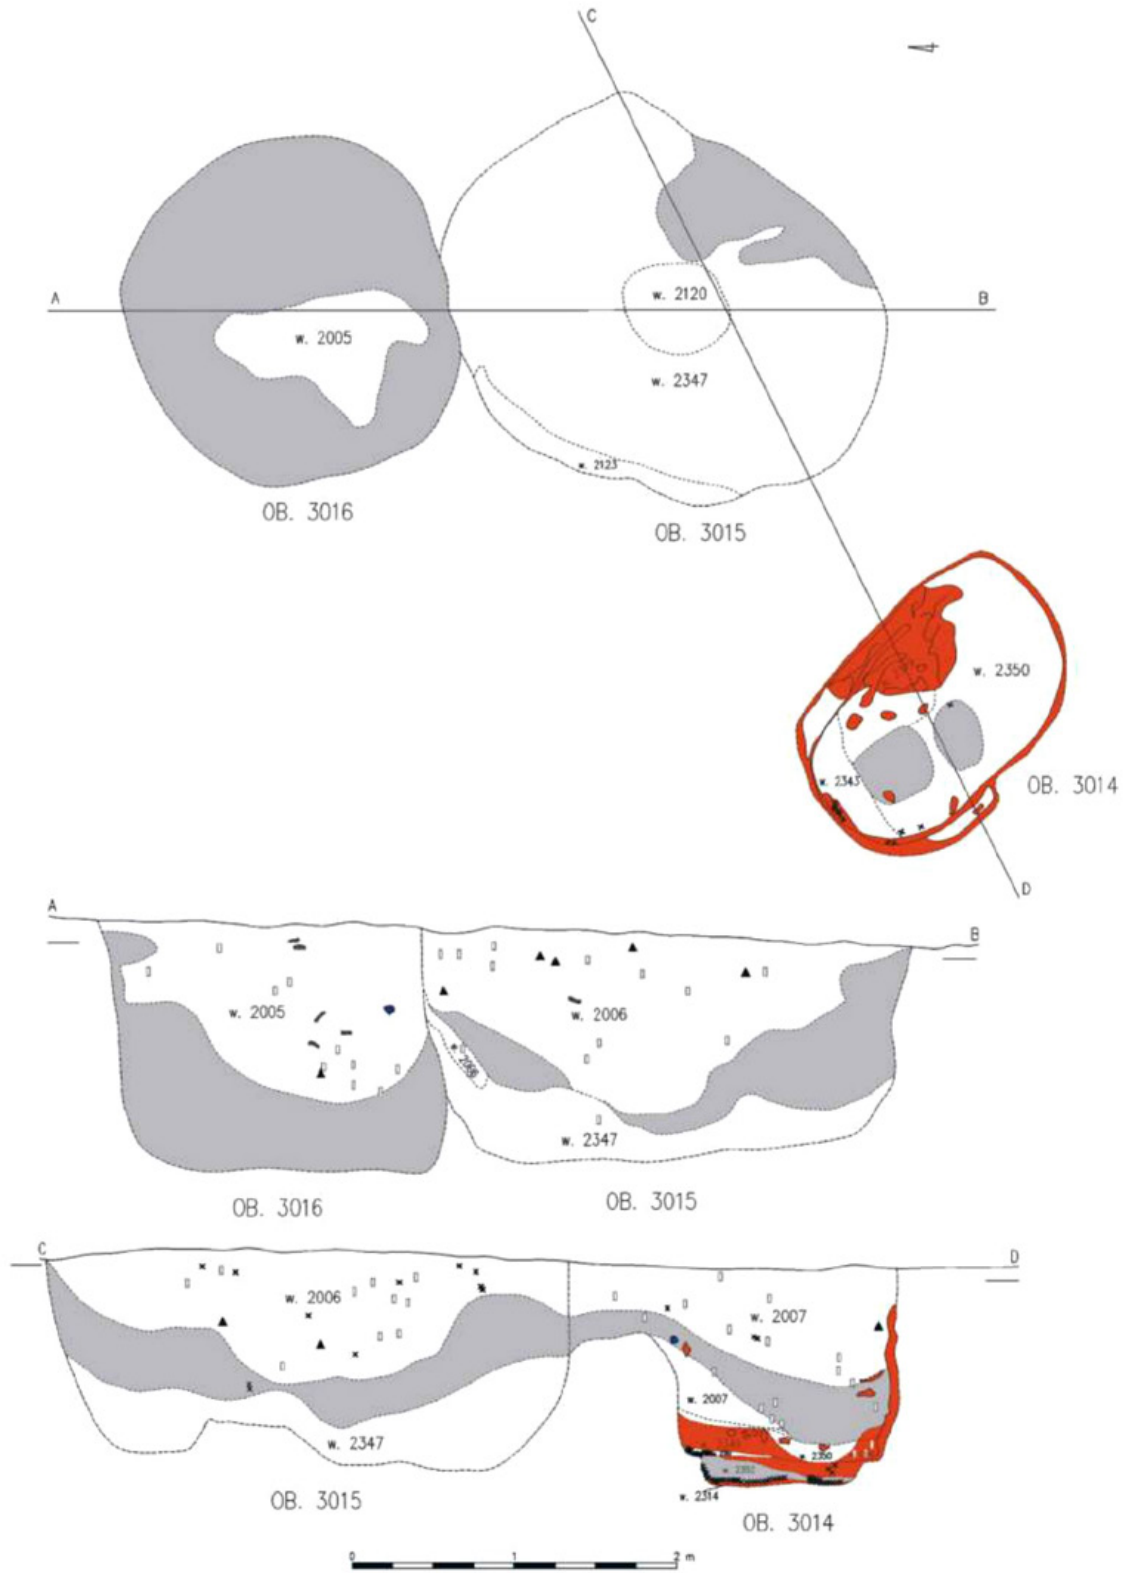 C
A
w. 2120
B
w. 2005
w. 2347
w. 2123
OB. 3016
OB. 3015
w. 2350
w. 2343
OB. 3014
D
A
B
w. 2005
w. 2006
w. 2347
OB. 3016
OB. 3015
C
D
w. 2006
w. 2007
w. 2007
w. 2347
w. 2350
w. 2314
OB. 3015
OB. 3014
0 1 2 m